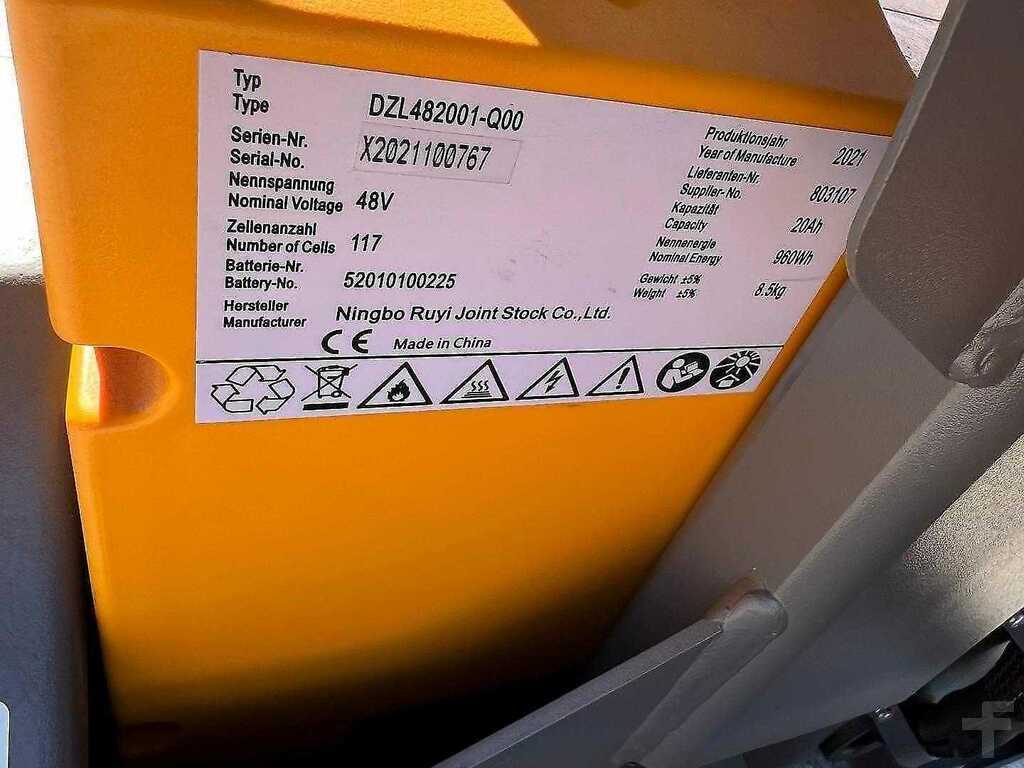 Typ
Type DZL482001-Q00
Serien-Nr.
Serial-No. X2021100767
Nennspannung
Nominal Voltage 48V
Zellenanzahl
Number of Cells 117
Batterie-Nr.
Battery-No. 52010100225
Hersteller
Manufacturer Ningbo Ruyi Joint Stock Co.,Ltd.
CE Made in China
Produktionsjahr
Year of Manufacture 2021
Lieferanten-Nr.
Supplier-No. 803107
Kapazität
Capacity 20Ah
Nennenergie
Nominal Energy 960Wh
Gewicht ±5%
Weight ±5% 8.5kg